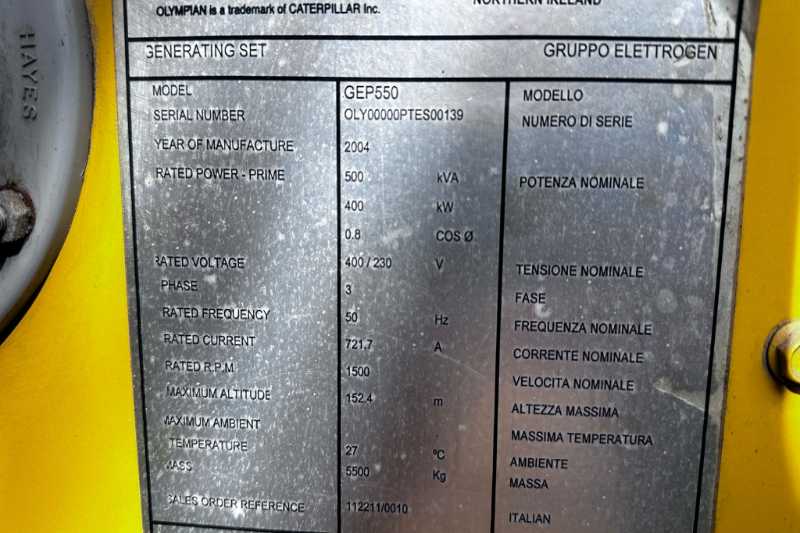 HAYES
OLYMPIAN is a trademark of CATERPILLAR Inc. NORTHERN IRELAND
GENERATING SET GRUPPO ELETTROGEN
MODEL GEP550 MODELLO
SERIAL NUMBER OLY00000PTES00139 NUMERO DI SERIE
YEAR OF MANUFACTURE 2004
RATED POWER - PRIME 500 kVA POTENZA NOMINALE
400 kW
0.8 COS Ø
RATED VOLTAGE 400 / 230 V TENSIONE NOMINALE
PHASE 3 FASE
RATED FREQUENCY 50 Hz FREQUENZA NOMINALE
RATED CURRENT 721.7 A CORRENTE NOMINALE
RATED R.P.M. 1500 VELOCITA NOMINALE
MAXIMUM ALTITUDE 152.4 m ALTEZZA MASSIMA
MAXIMUM AMBIENT MASSIMA TEMPERATURA
TEMPERATURE 27 ºC AMBIENTE
MASS 5500 Kg MASSA
SALES ORDER REFERENCE 112211/0010 ITALIAN